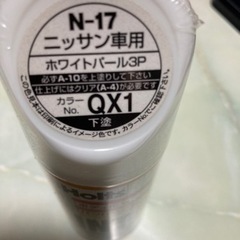 N-17
ニッサン車用
ホワイトパール3P
必ずA-10を上塗りして下さい
仕上げにはクリア(A-4)が必要です
カラー
No.
QX1
下塗
Holts